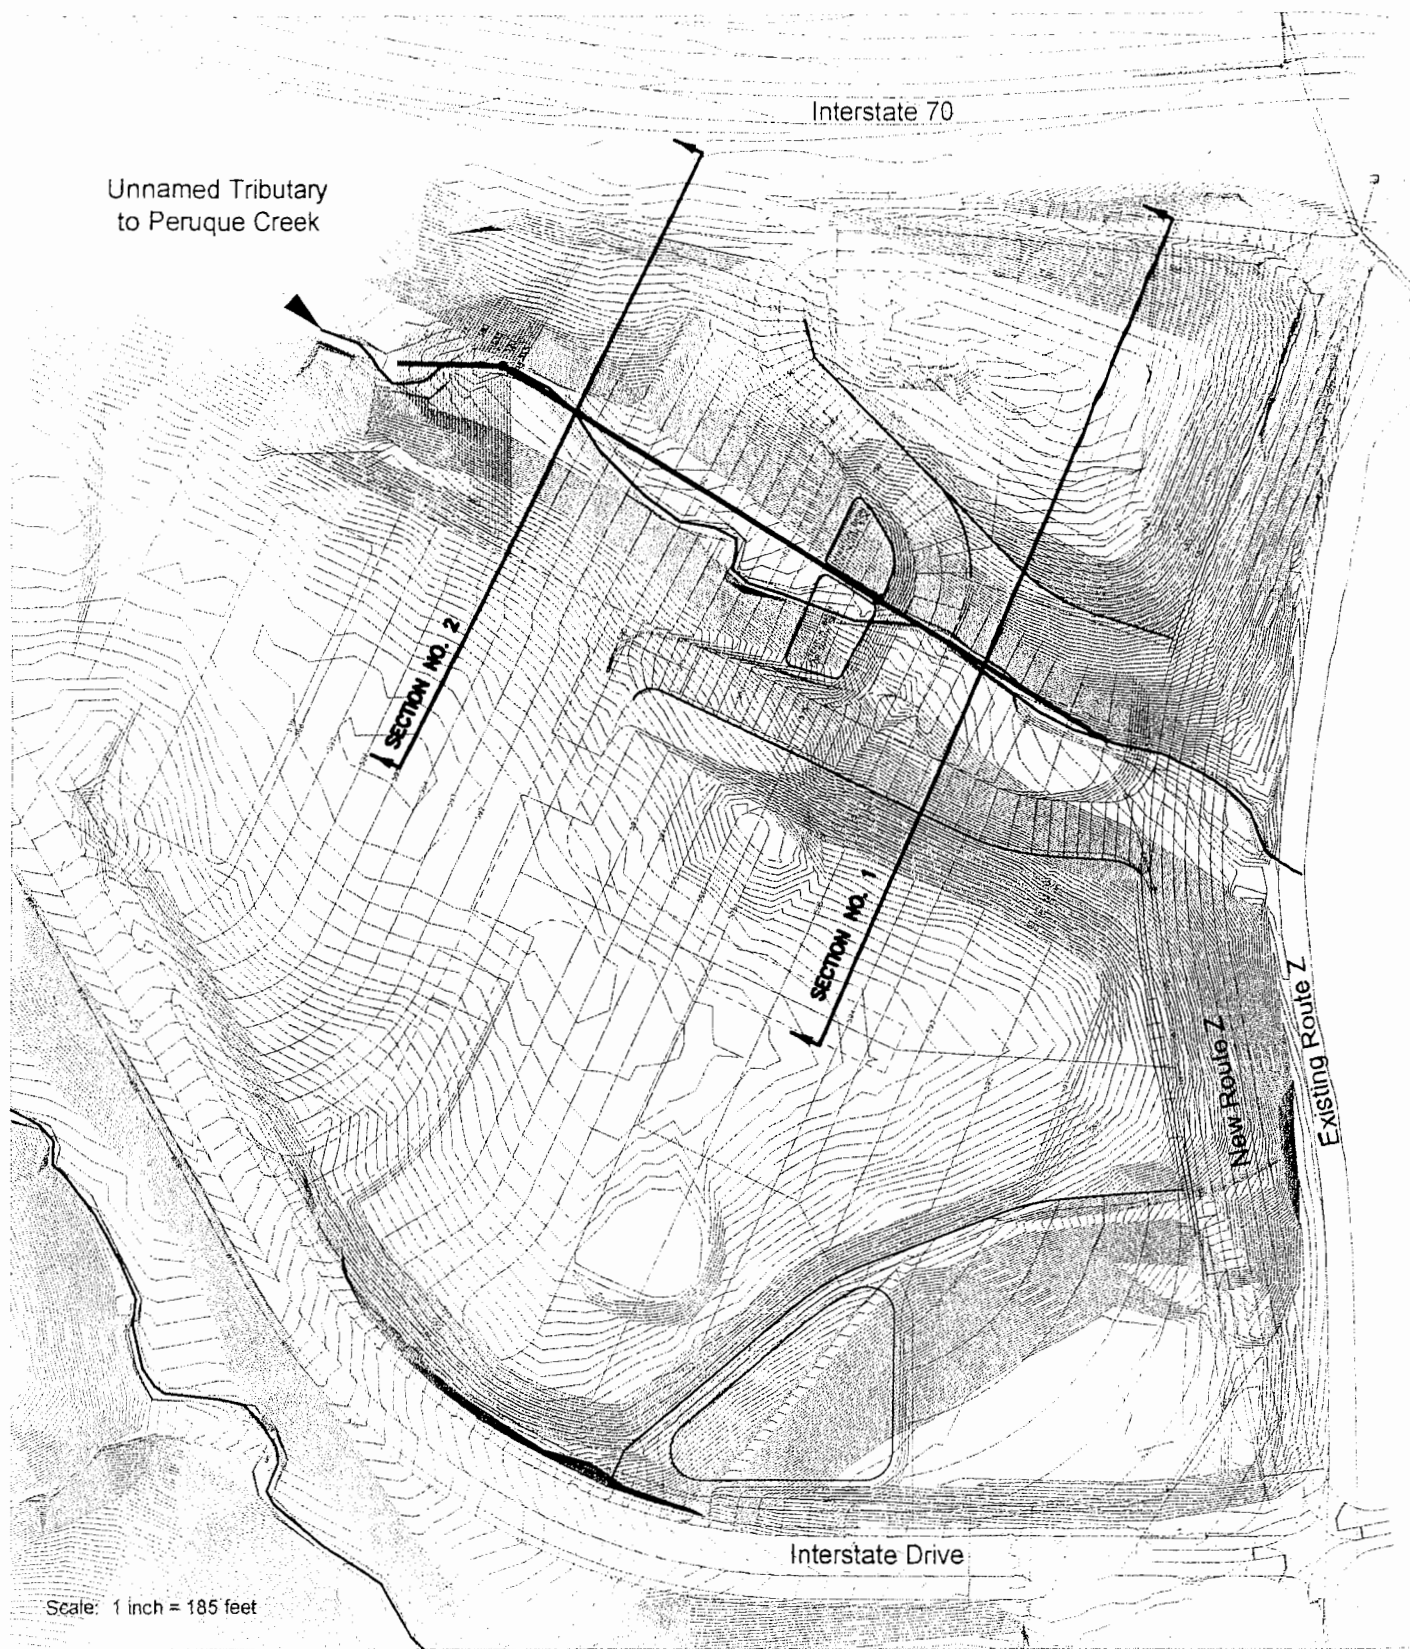 Interstate 70
Unnamed Tributary
to Peruque Creek
SECTION NO. 2
SECTION NO. 1
New Route Z
Existing Route Z
Interstate Drive
Scale: 1 inch = 185 feet